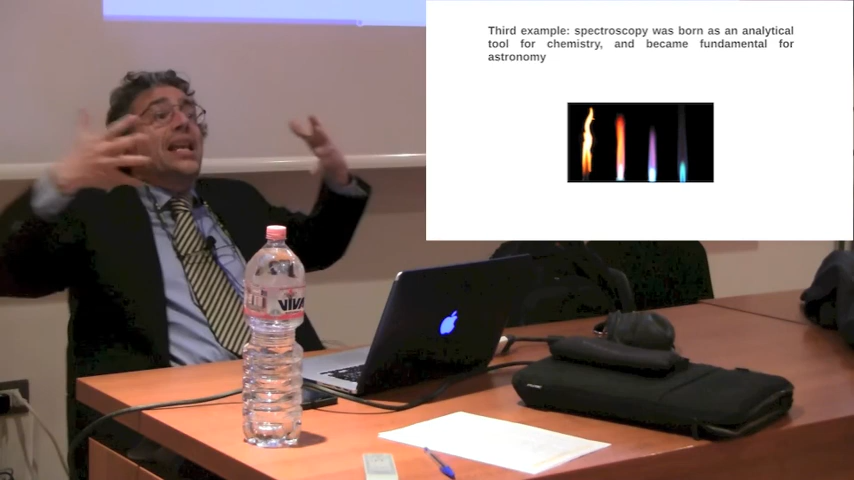 Third example: spectroscopy was born as an analytical
tool for chemistry, and became fundamental for
astronomy
VIVA